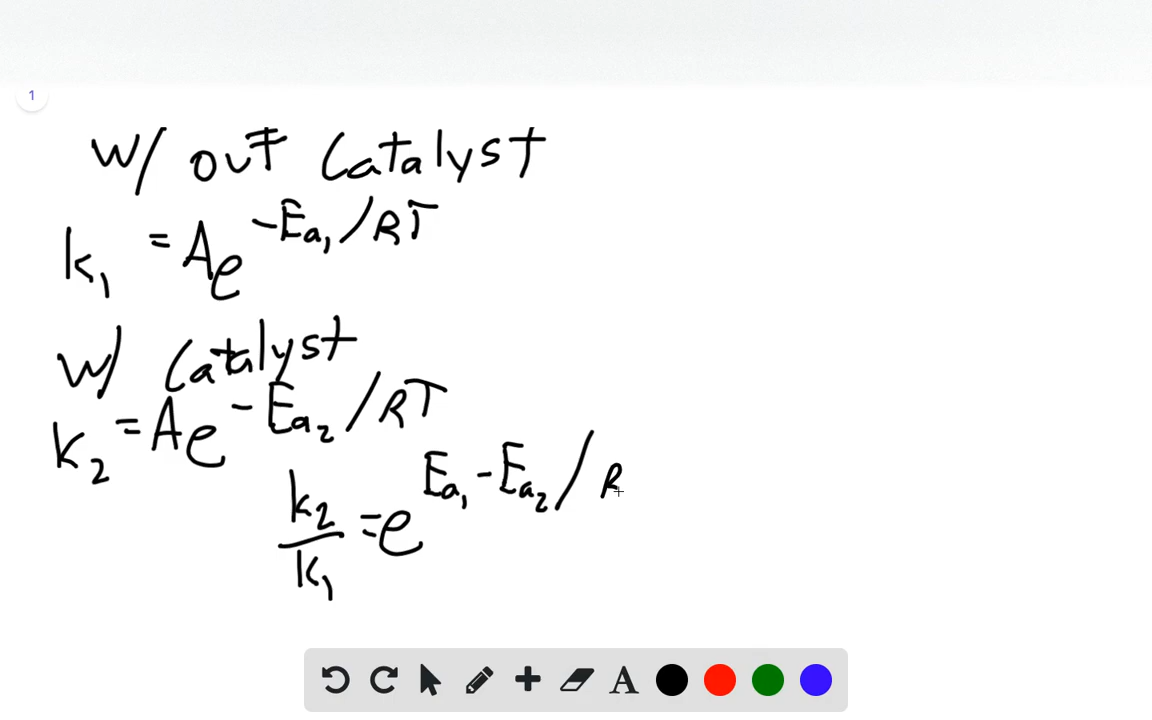 1
w/out Catalyst
k₁ = Ae^(-Ea₁/RT)
w/ Catalyst
k₂ = Ae^(-Ea₂/RT)
k₂/k₁ = e^(Ea₁-Ea₂/R
A